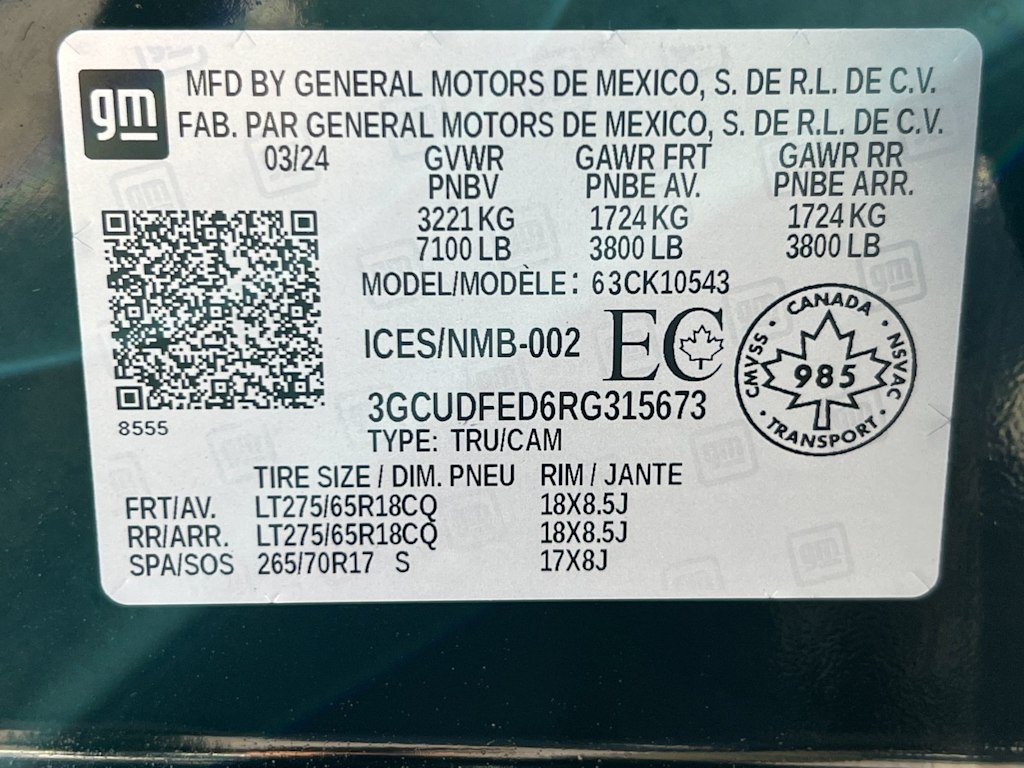 gm
MFD BY GENERAL MOTORS DE MEXICO, S. DE R.L. DE C.V.
FAB. PAR GENERAL MOTORS DE MEXICO, S. DE R.L. DE C.V.
03/24 GVWR GAWR FRT GAWR RR
PNBV PNBE AV. PNBE ARR.
3221 KG 1724 KG 1724 KG
7100 LB 3800 LB 3800 LB
MODEL/MODÈLE: 63CK10543
ICES/NMB-002 EC
CANADA · NSVAC · TRANSPORT · CMVSS ·
985
3GCUDFED6RG315673
8555
TYPE: TRU/CAM
TIRE SIZE / DIM. PNEU RIM / JANTE
FRT/AV. LT275/65R18CQ 18X8.5J
RR/ARR. LT275/65R18CQ 18X8.5J
SPA/SOS 265/70R17 S 17X8J